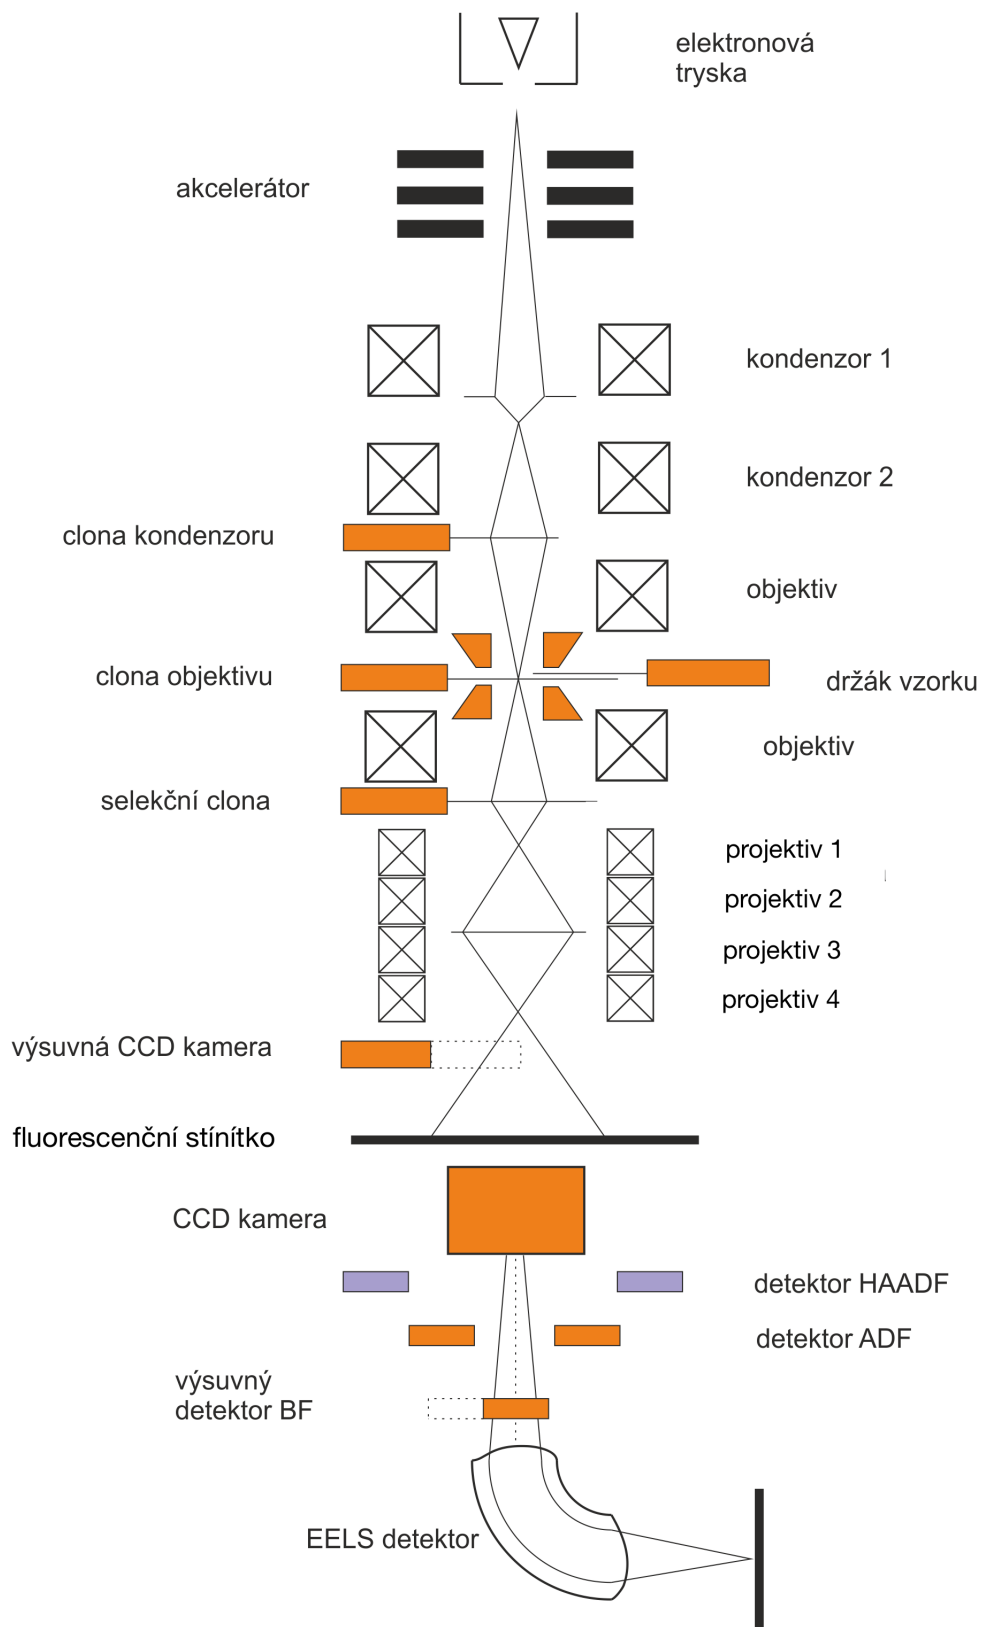 elektronová
tryska
akcelerátor
kondenzor 1
kondenzor 2
clona kondenzoru
objektiv
clona objektivu
držák vzorku
objektiv
selekční clona
projektiv 1
projektiv 2
projektiv 3
projektiv 4
výsuvná CCD kamera
fluorescenční stínítko
CCD kamera
detektor HAADF
detektor ADF
výsuvný
detektor BF
EELS detektor